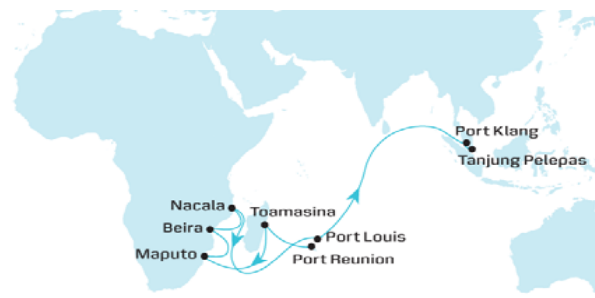 Port Klang
Tanjung Pelepas
Nacala
Toamasina
Beira
Port Louis
Maputo
Port Reunion